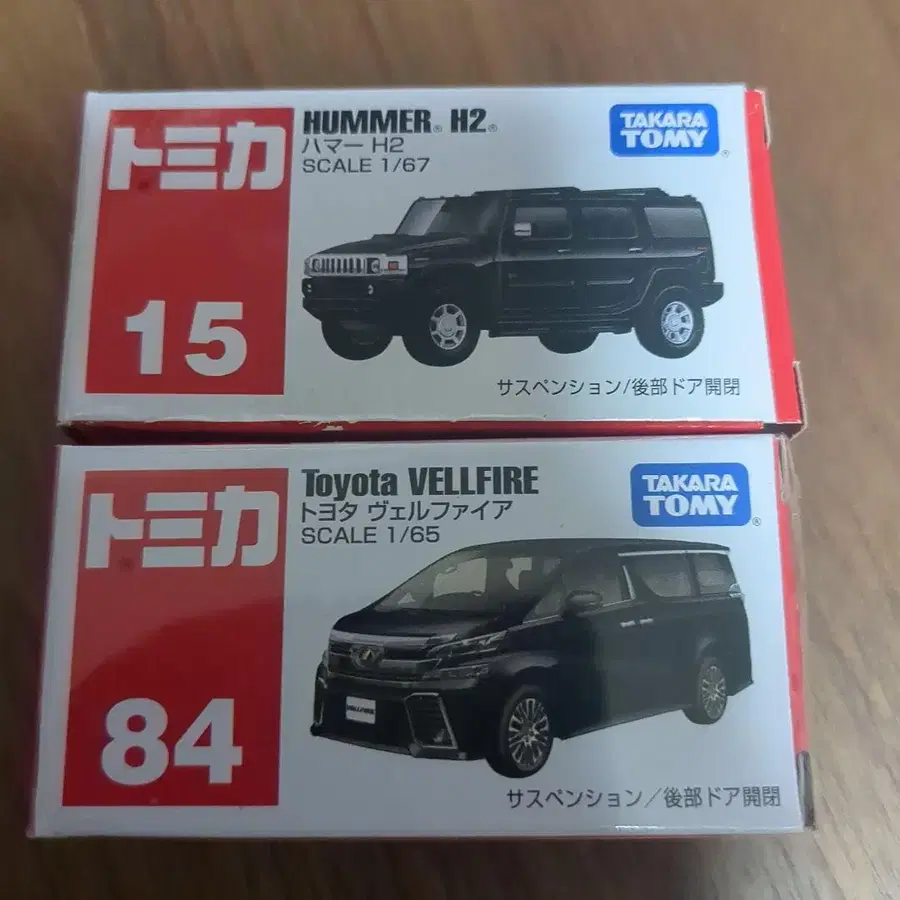 トミカ
15
HUMMER® H2®
ハマー H2
SCALE 1/67
TAKARA
TOMY®
サスペンション/後部ドア開閉
トミカ
84
Toyota VELLFIRE
トヨタ ヴェルファイア
SCALE 1/65
TAKARA
TOMY®
VELLFIRE
サスペンション/後部ドア開閉